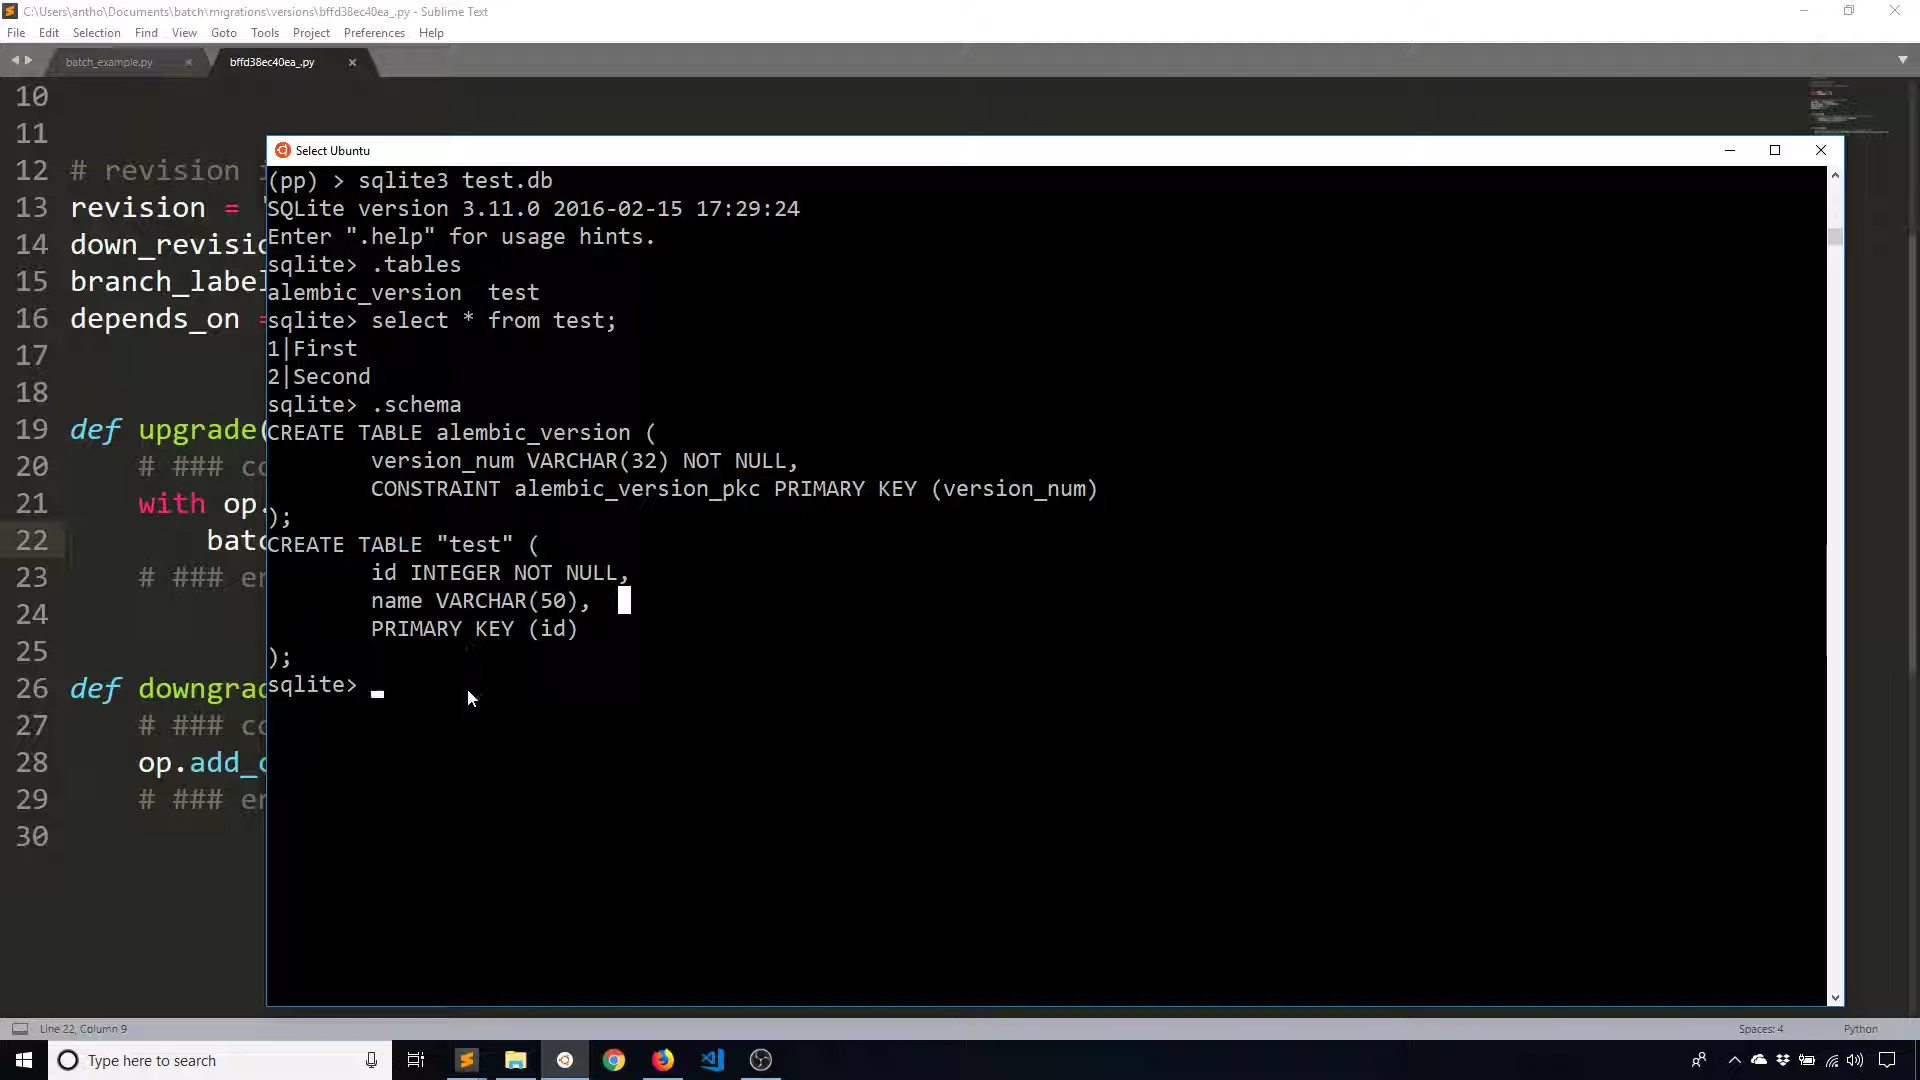 C:\Users\antho\Documents\batch\migrations\versions\bffd38ec40ea_.py - Sublime Text
File Edit Selection Find View Goto Tools Project Preferences Help
batch_example.py
bffd38ec40ea_.py
10
11
12 # revision i
13 revision = '
14 down_revisio
15 branch_label
16 depends_on =
17
18
19 def upgrade(
20 # ### co
21 with op.
22 batc
23 # ### en
24
25
26 def downgrad
27 # ### co
28 op.add_c
29 # ### en
30
Select Ubuntu
(pp) > sqlite3 test.db
SQLite version 3.11.0 2016-02-15 17:29:24
Enter ".help" for usage hints.
sqlite> .tables
alembic_version  test
sqlite> select * from test;
1|First
2|Second
sqlite> .schema
CREATE TABLE alembic_version (
version_num VARCHAR(32) NOT NULL,
CONSTRAINT alembic_version_pkc PRIMARY KEY (version_num)
);
CREATE TABLE "test" (
id INTEGER NOT NULL,
name VARCHAR(50),
PRIMARY KEY (id)
);
sqlite>
Line 22, Column 9
Spaces: 4
Python
Type here to search